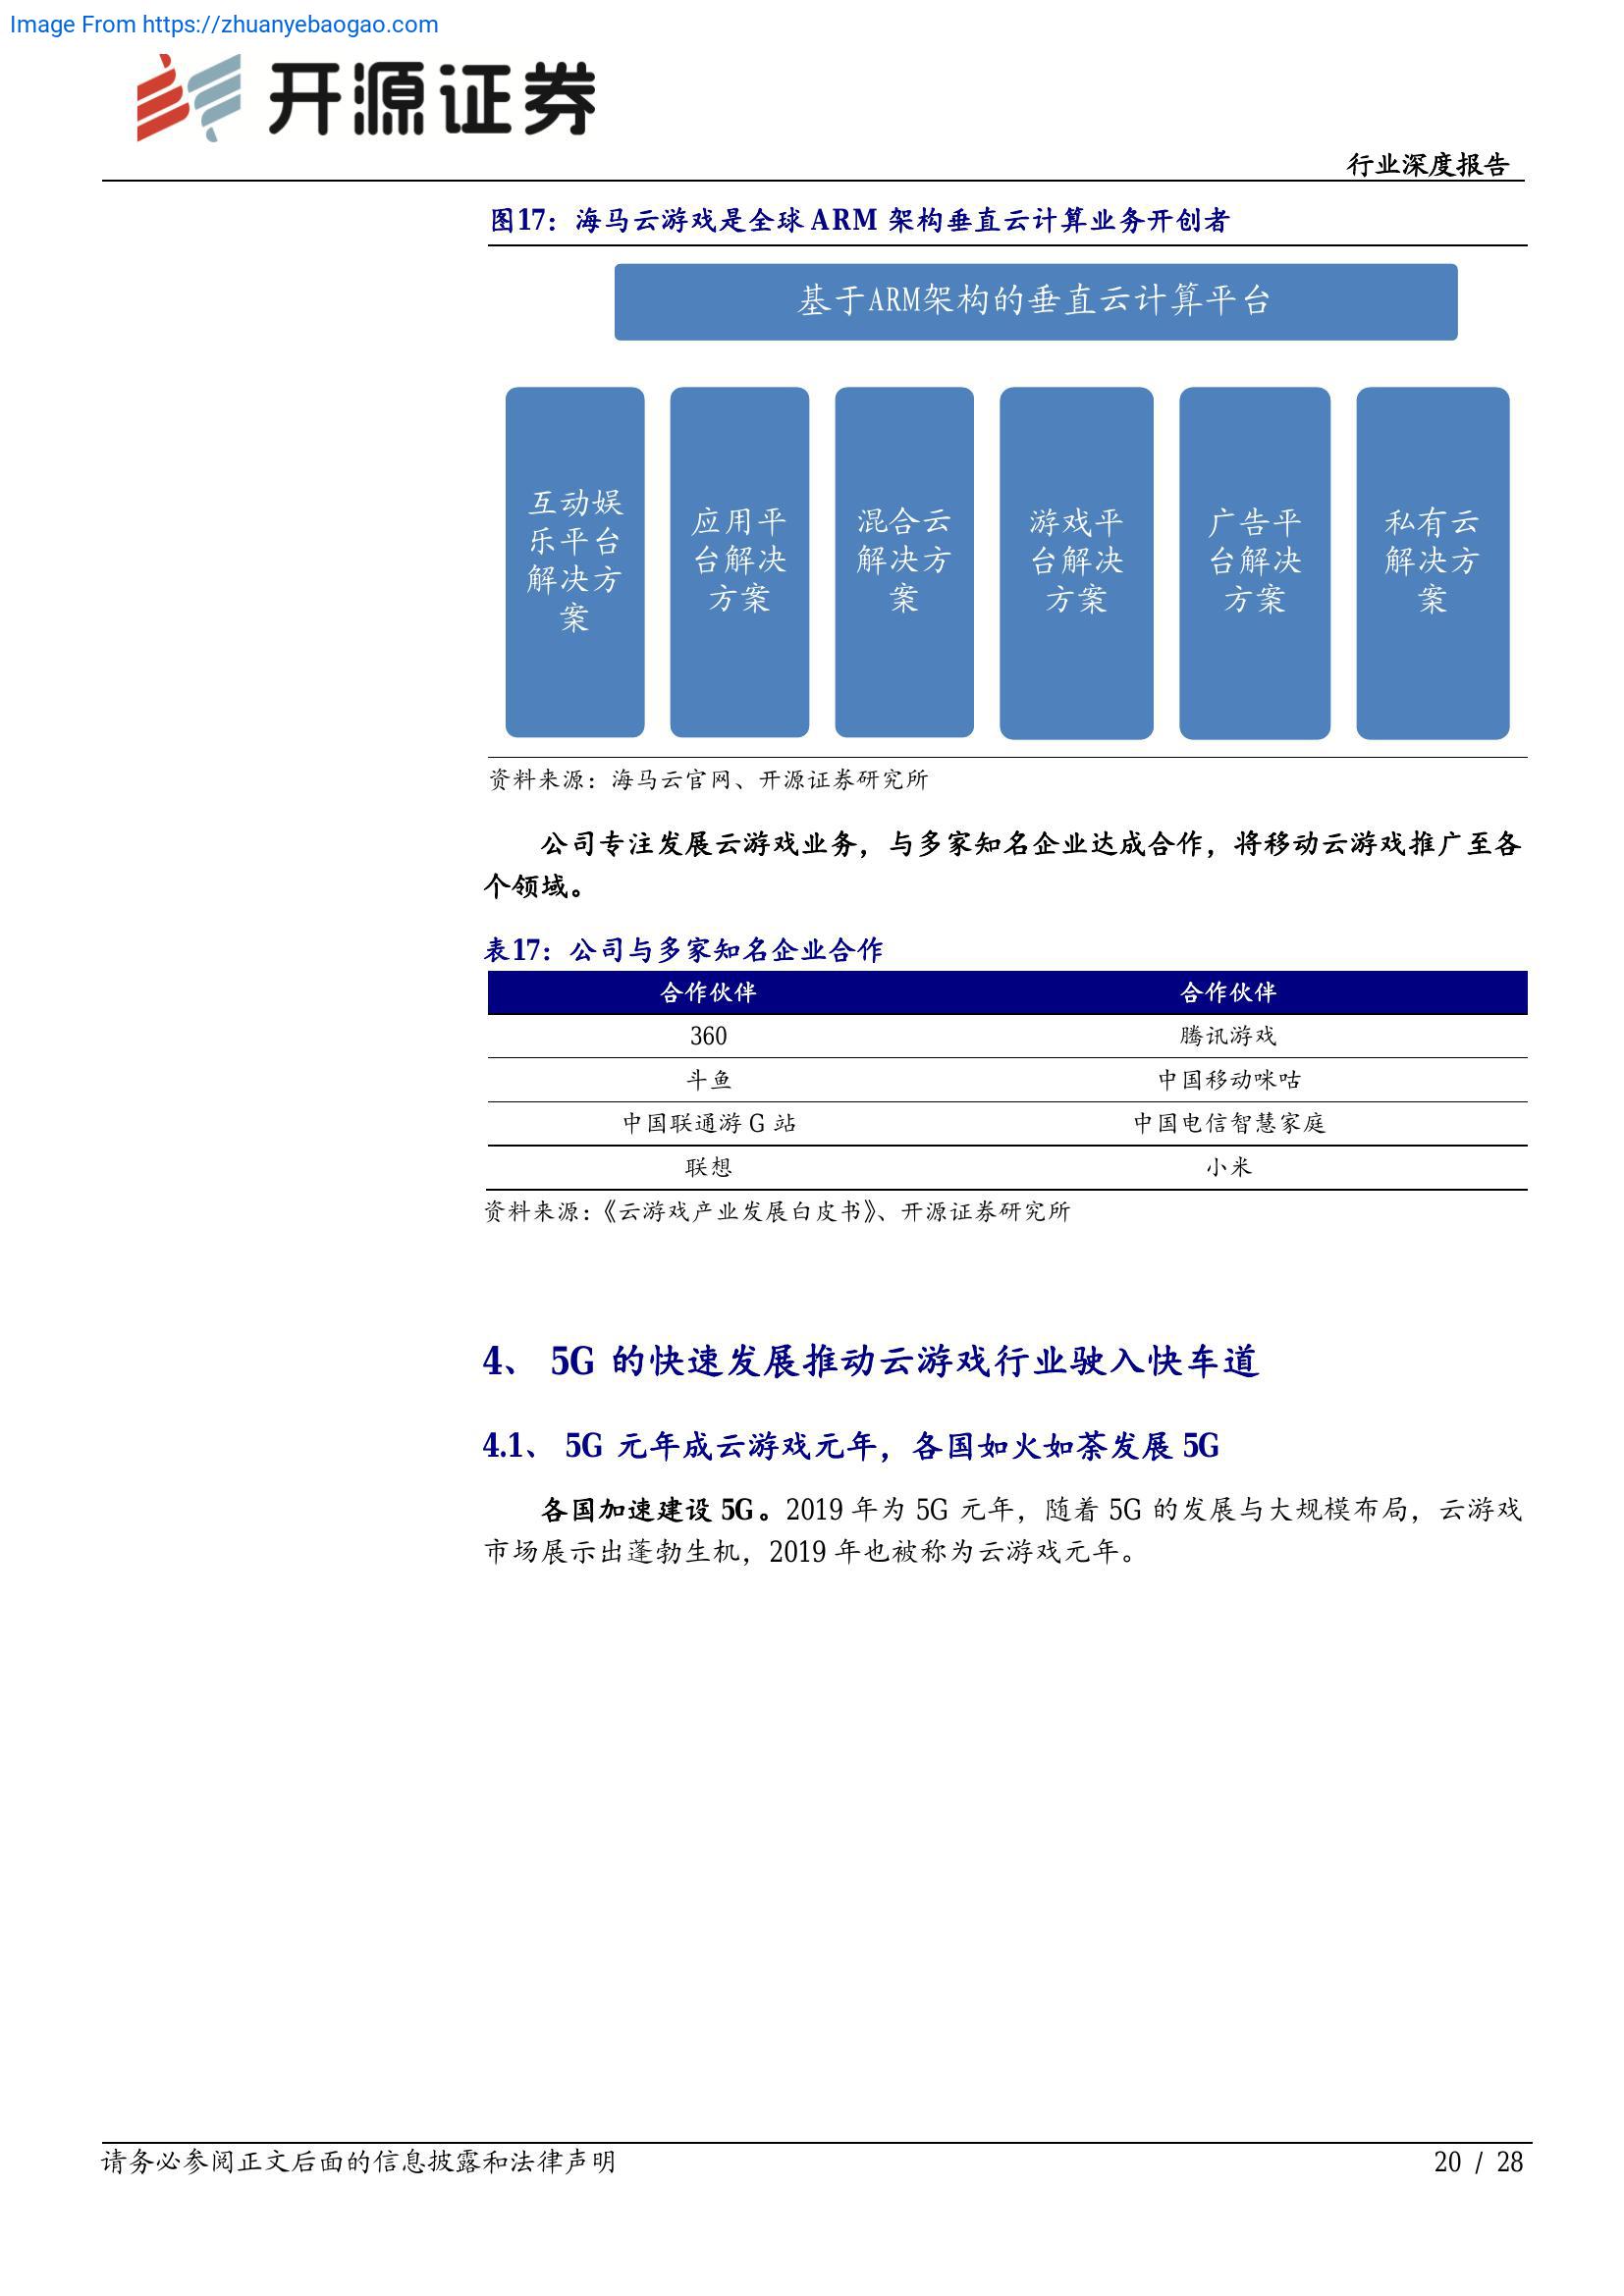 Image From https://zhuanyebaogao.com
开源证券
行业深度报告
图17：海马云游戏是全球 ARM 架构垂直云计算业务开创者
基于ARM架构的垂直云计算平台
互动娱
乐平台
解决方
案
应用平
台解决
方案
混合云
解决方
案
游戏平
台解决
方案
广告平
台解决
方案
私有云
解决方
案
资料来源：海马云官网、开源证券研究所
公司专注发展云游戏业务，与多家知名企业达成合作，将移动云游戏推广至各
个领域。
表17：公司与多家知名企业合作
合作伙伴 合作伙伴
360 腾讯游戏
斗鱼 中国移动咪咕
中国联通游 G 站 中国电信智慧家庭
联想 小米
资料来源：《云游戏产业发展白皮书》、开源证券研究所
4、 5G 的快速发展推动云游戏行业驶入快车道
4.1、 5G 元年成云游戏元年，各国如火如荼发展 5G
各国加速建设 5G。2019 年为 5G 元年，随着 5G 的发展与大规模布局，云游戏
市场展示出蓬勃生机，2019 年也被称为云游戏元年。
请务必参阅正文后面的信息披露和法律声明 20 / 28